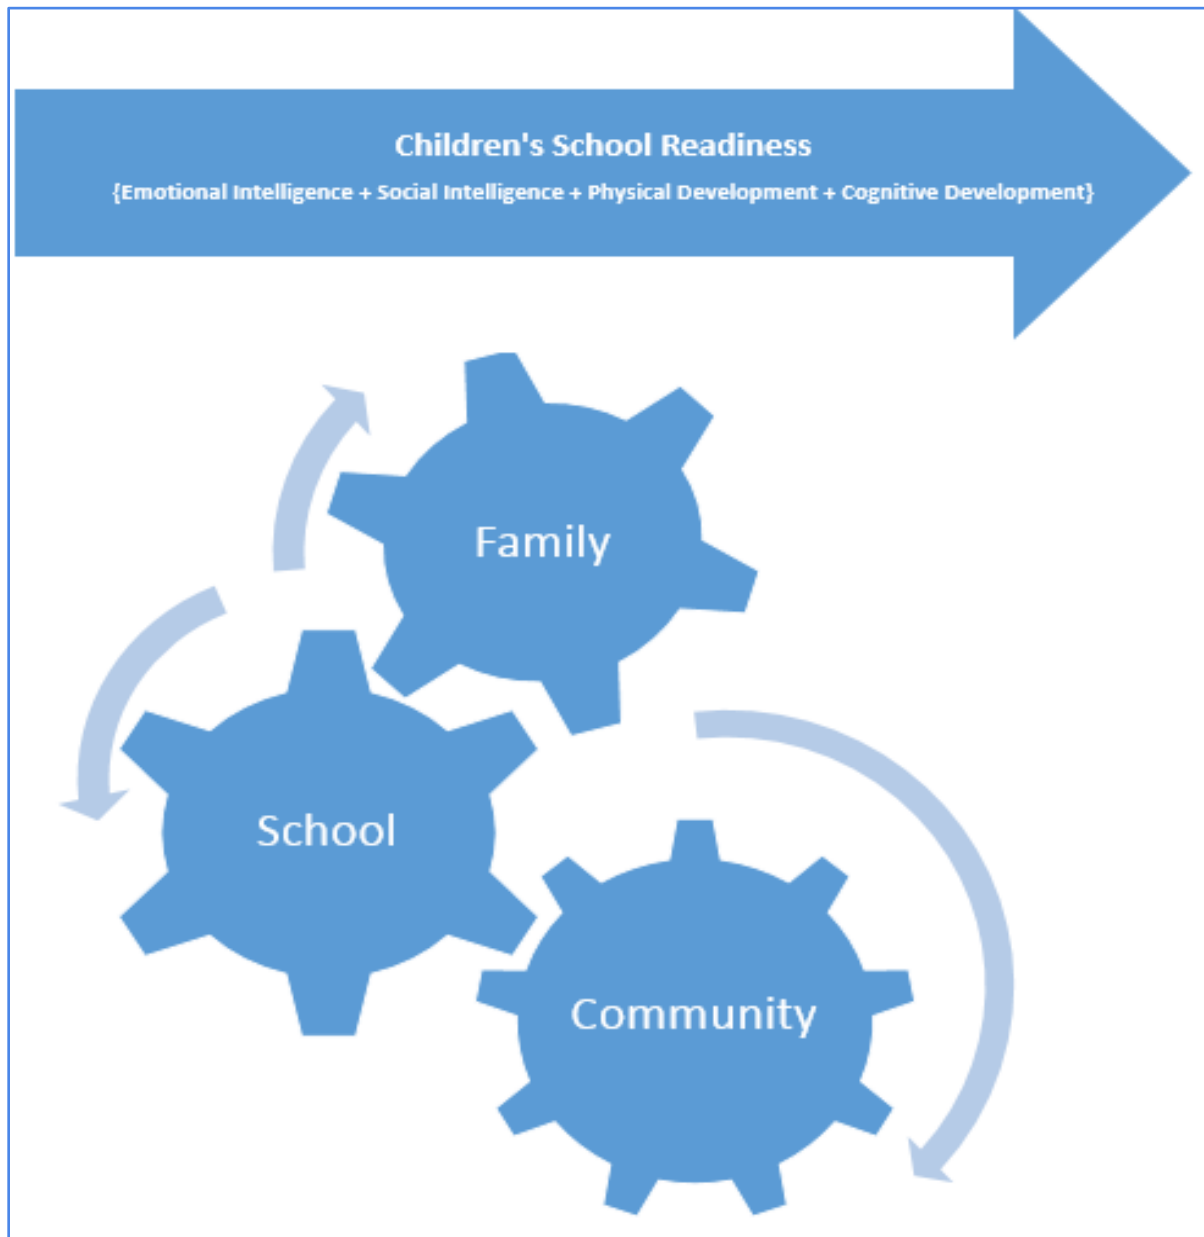 Children's School Readiness
{Emotional Intelligence + Social Intelligence + Physical Development + Cognitive Development}
Family
School
Community